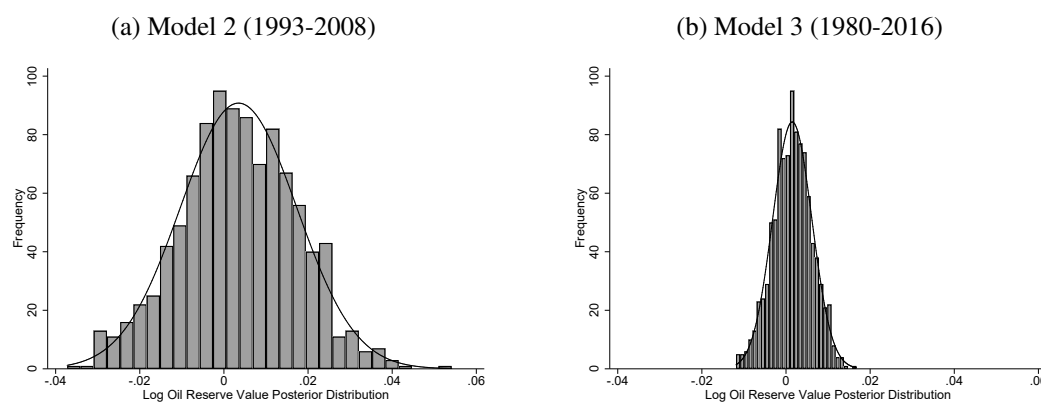 (a) Model 2 (1993-2008)
Frequency
100
80
60
40
20
0
-.04 -.02 0 .02 .04 .06
Log Oil Reserve Value Posterior Distribution
(b) Model 3 (1980-2016)
Frequency
100
80
60
40
20
0
-.04 -.02 0 .02 .04
Log Oil Reserve Value Posterior Distribution